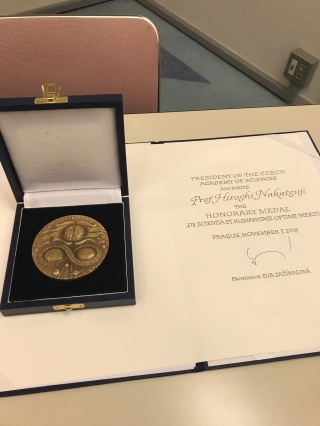 PRESIDENT OF THE CZECH
ACADEMY OF SCIENCES
AWARDS
Prof. Hiroshi Nakatsuji
THE
HONORARY MEDAL
„DE SCIENTIA ET HUMANITATE OPTIME MERITIS
PRAGUE, NOVEMBER 3, 2017
PROFESSOR EVA ZAŽÍMALOVÁ